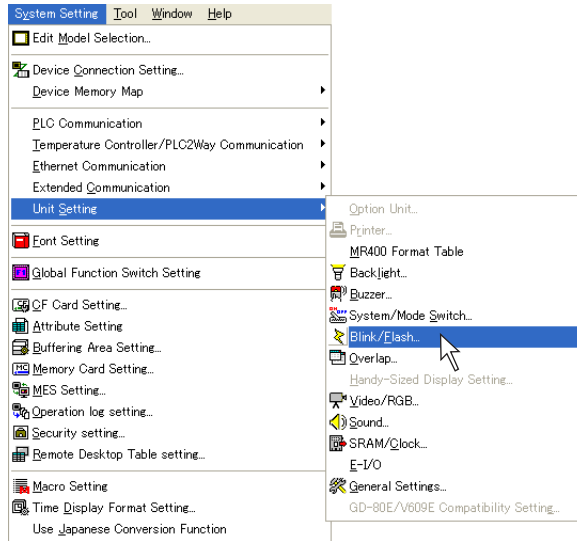 System Setting Tool Window Help
Edit Model Selection...
Device Connection Setting...
Device Memory Map
PLC Communication
Temperature Controller/PLC2Way Communication
Ethernet Communication
Extended Communication
Unit Setting
Font Setting
Global Function Switch Setting
CF Card Setting...
Attribute Setting
Buffering Area Setting...
Memory Card Setting...
MES Setting...
Operation log setting...
Security setting...
Remote Desktop Table setting...
Macro Setting
Time Display Format Setting...
Use Japanese Conversion Function
Option Unit...
Printer...
MR400 Format Table
Backlight...
Buzzer...
System/Mode Switch...
Blink/Flash...
Overlap...
Handy-Sized Display Setting...
Video/RGB...
Sound...
SRAM/Clock...
E-I/O
General Settings...
GD-80E/V609E Compatibility Setting...